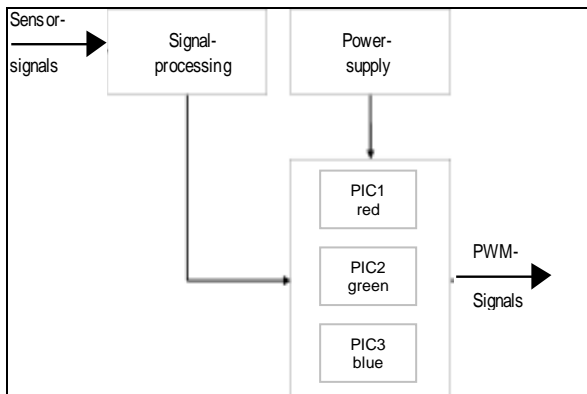 Sensor-
signals
Signal-
processing
Power-
supply
PIC1
red
PIC2
green
PIC3
blue
PWM-
Signals